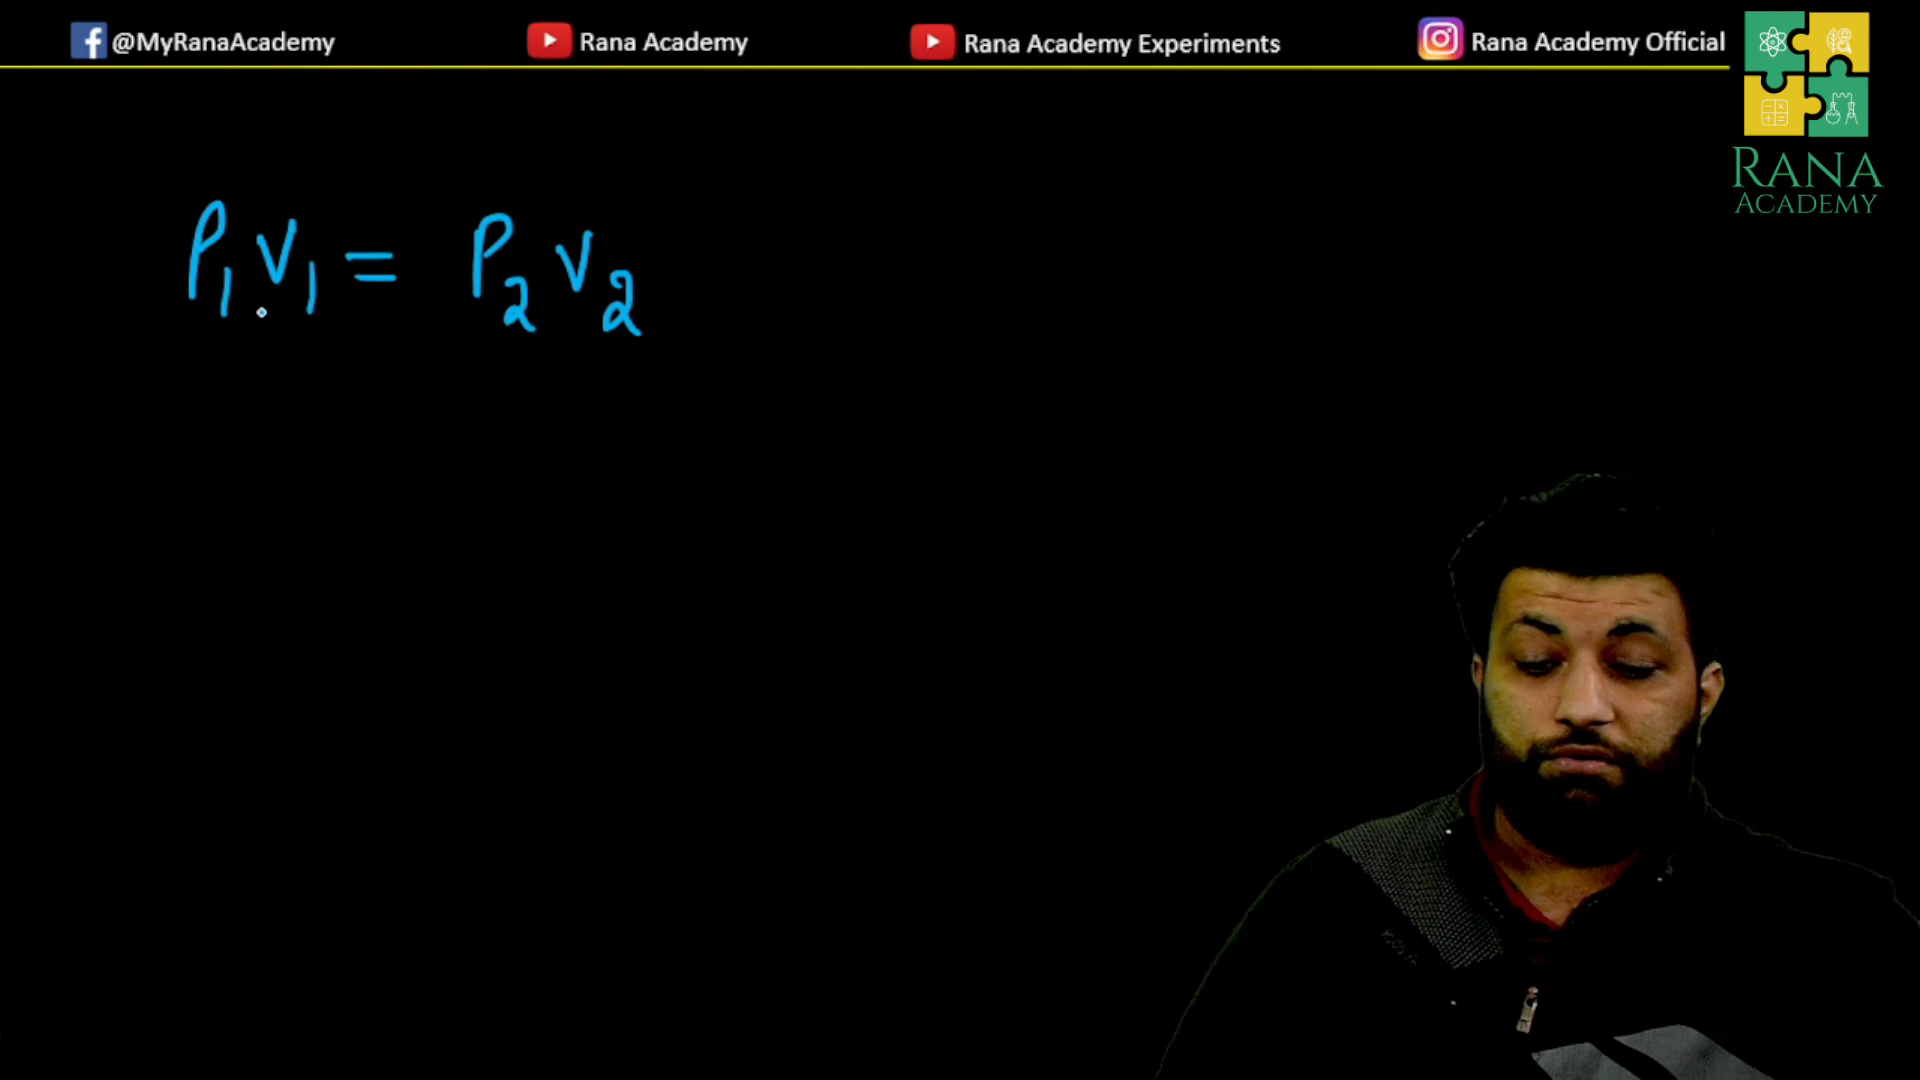 @MyRanaAcademy
Rana Academy
Rana Academy Experiments
Rana Academy Official
RANA
ACADEMY
P₁V₁ = P₂V₂